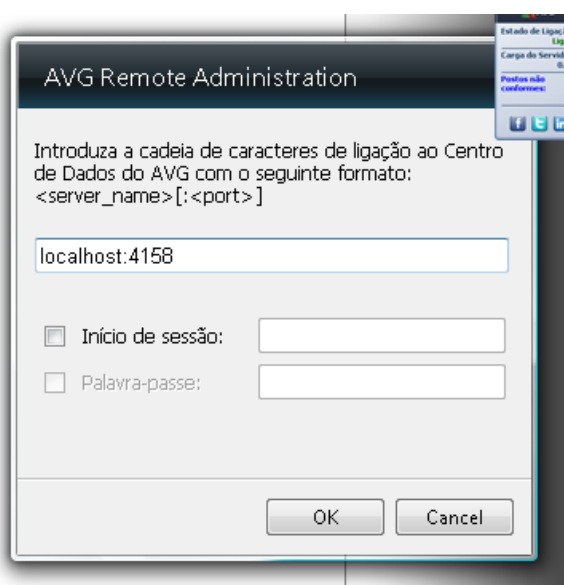 AVG Remote Administration
Introduza a cadeia de caracteres de ligação ao Centro
de Dados do AVG com o seguinte formato:
<server_name>[:<port>]
localhost:4158
Início de sessão:
Palavra-passe:
OK
Cancel
Estado de Ligaç
Lig
Carga do Servid
Postos não
conformes: